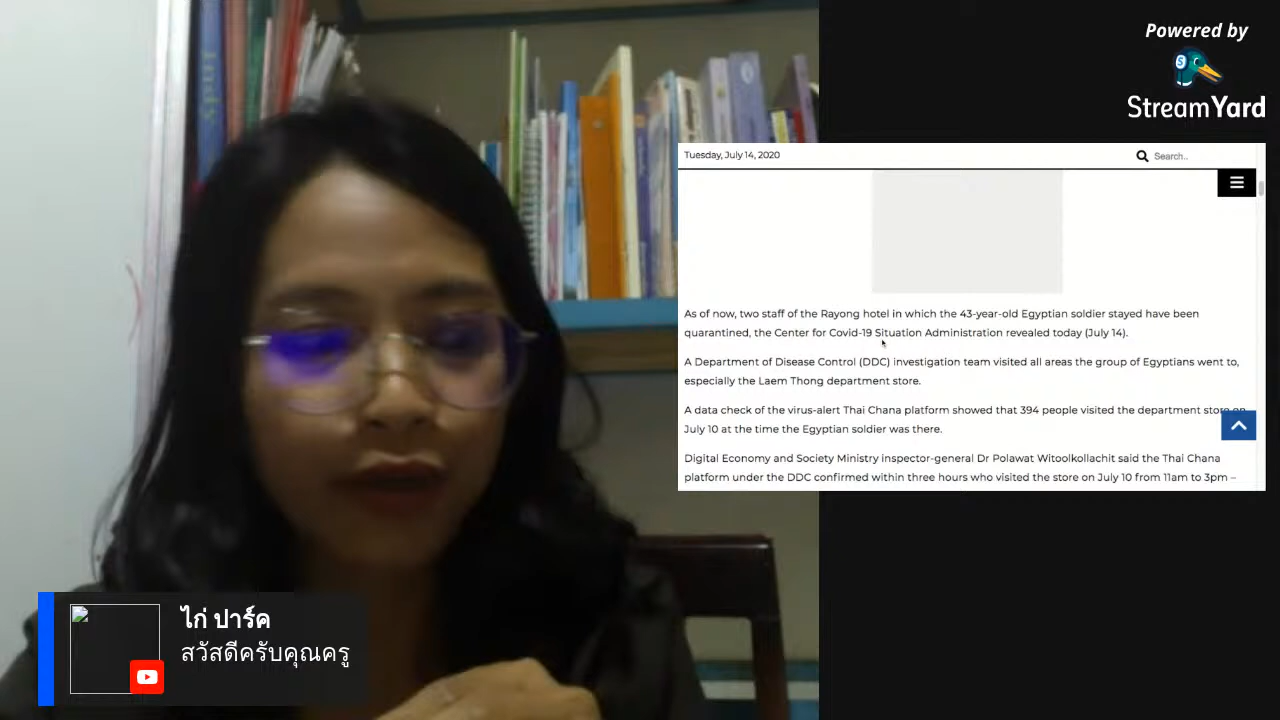 Powered by
StreamYard
Tuesday, July 14, 2020
Search..
As of now, two staff of the Rayong hotel in which the 43-year-old Egyptian soldier stayed have been
quarantined, the Center for Covid-19 Situation Administration revealed today (July 14).
A Department of Disease Control (DDC) investigation team visited all areas the group of Egyptians went to,
especially the Laem Thong department store.
A data check of the virus-alert Thai Chana platform showed that 394 people visited the department store on
July 10 at the time the Egyptian soldier was there.
Digital Economy and Society Ministry inspector-general Dr Polawat Witoolkollachit said the Thai Chana
platform under the DDC confirmed within three hours who visited the store on July 10 from 11am to 3pm –
ไก่ ปาร์ค
สวัสดีครับคุณครู